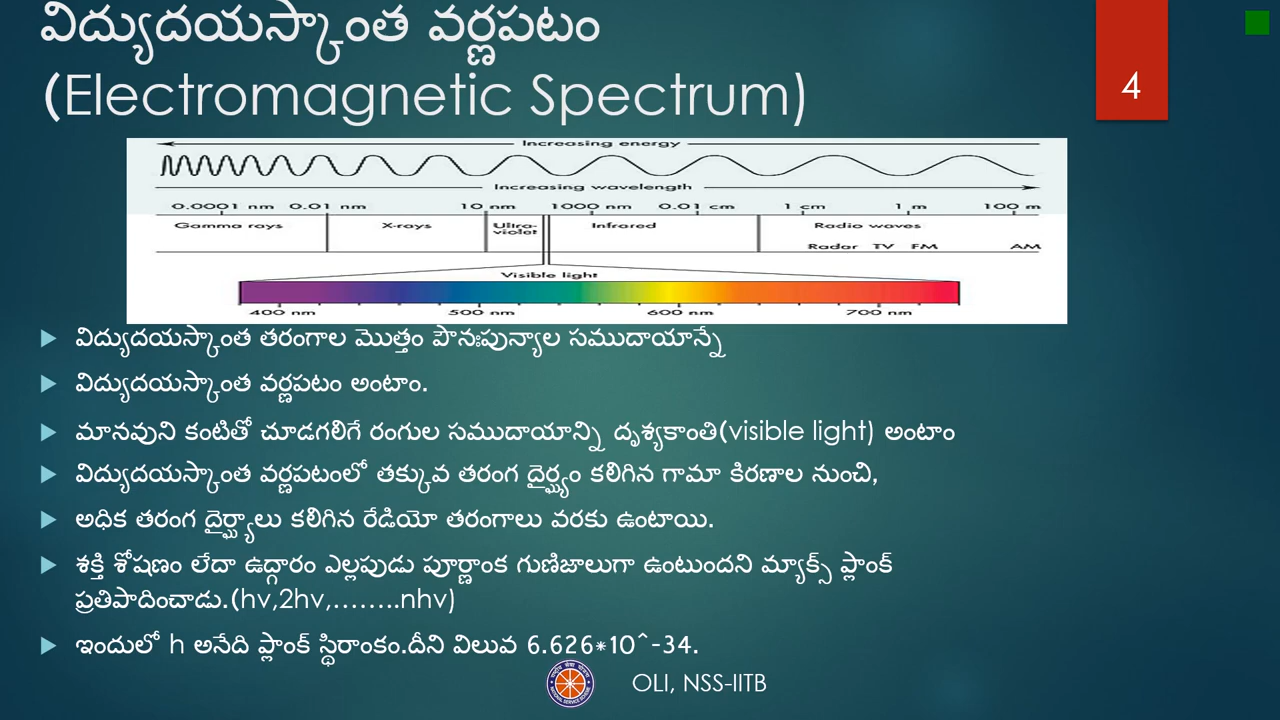 విద్యుదయస్కాంత వర్ణపటం
(Electromagnetic Spectrum)
4
Increasing energy
Increasing wavelength
0.0001 nm 0.01 nm 10 nm 1000 nm 0.01 cm 1 cm 1 m 100 m
Gamma rays X-rays Ultra-violet Infrared Radio waves
Radar TV FM AM
Visible light
400 nm 500 nm 600 nm 700 nm
విద్యుదయస్కాంత తరంగాల మొత్తం పౌనఃపున్యాల సముదాయాన్నే
విద్యుదయస్కాంత వర్ణపటం అంటాం.
మానవుని కంటితో చూడగలిగే రంగుల సముదాయాన్ని దృశ్యకాంతి(visible light) అంటాం
విద్యుదయస్కాంత వర్ణపటంలో తక్కువ తరంగ దైర్ఘ్యం కలిగిన గామా కిరణాల నుంచి,
అధిక తరంగ దైర్ఘ్యాలు కలిగిన రేడియో తరంగాలు వరకు ఉంటాయి.
శక్తి శోషణం లేదా ఉద్గారం ఎల్లపుడు పూర్ణాంక గుణిజాలుగా ఉంటుందని మ్యాక్స్ ప్లాంక్
ప్రతిపాదించాడు.(hv,2hv,……..nhv)
ఇందులో h అనేది ప్లాంక్ స్థిరాంకం.దీని విలువ 6.626*10^-34.
OLI, NSS-IITB